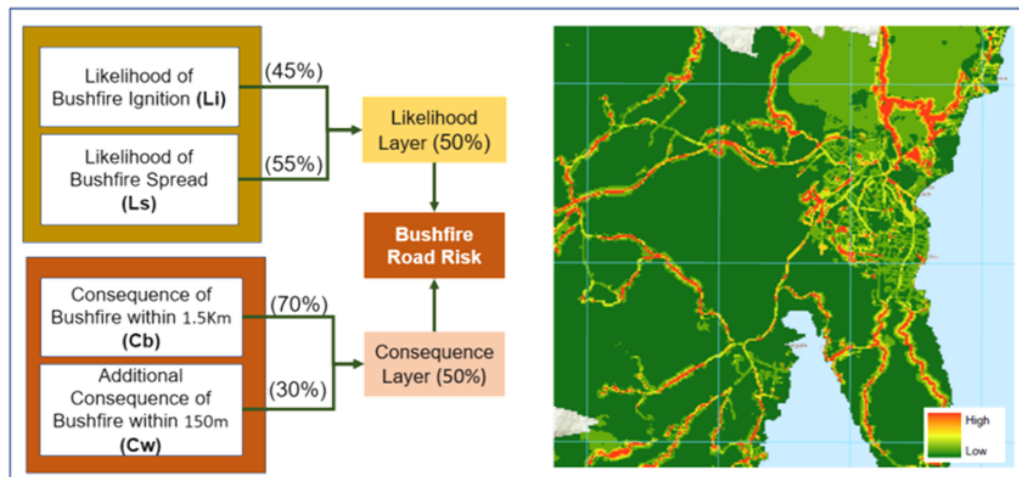 Likelihood of
Bushfire Ignition (Li)
(45%)
Likelihood of
Bushfire Spread
(Ls)
(55%)
Likelihood
Layer (50%)
Bushfire
Road Risk
Consequence of
Bushfire within 1.5Km
(Cb)
(70%)
Additional
Consequence of
Bushfire within 150m
(Cw)
(30%)
Consequence
Layer (50%)
High
Low